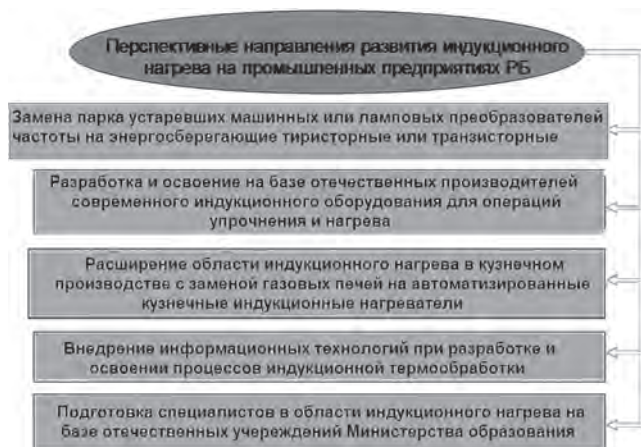 Перспективные направления развития индукционного
нагрева на промышленных предприятиях РБ
Замена парка устаревших машинных или ламповых преобразователей
частоты на энергосберегающие тиристорные или транзисторные
Разработка и освоение на базе отечественных производителей
современного индукционного оборудования для операций
упрочнения и нагрева
Расширение области индукционного нагрева в кузнечном
производстве с заменой газовых печей на автоматизированные
кузнечные индукционные нагреватели
Внедрение информационных технологий при разработке и
освоении процессов индукционной термообработки
Подготовка специалистов в области индукционного нагрева на
базе отечественных учереждений Министерства образования